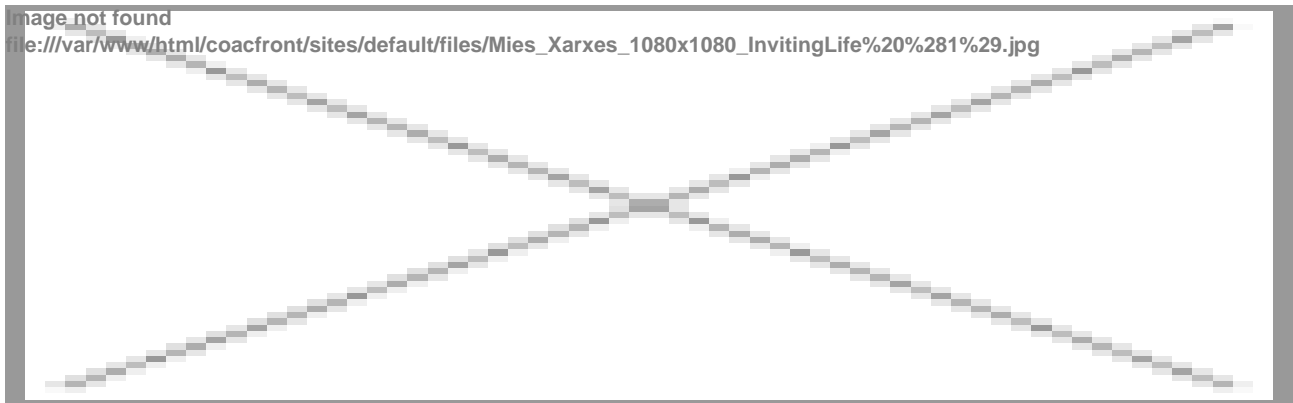 Image not found
file:///var/www/html/coacfront/sites/default/files/Mies_Xarxes_1080x1080_InvitingLife%20%281%29.jpg